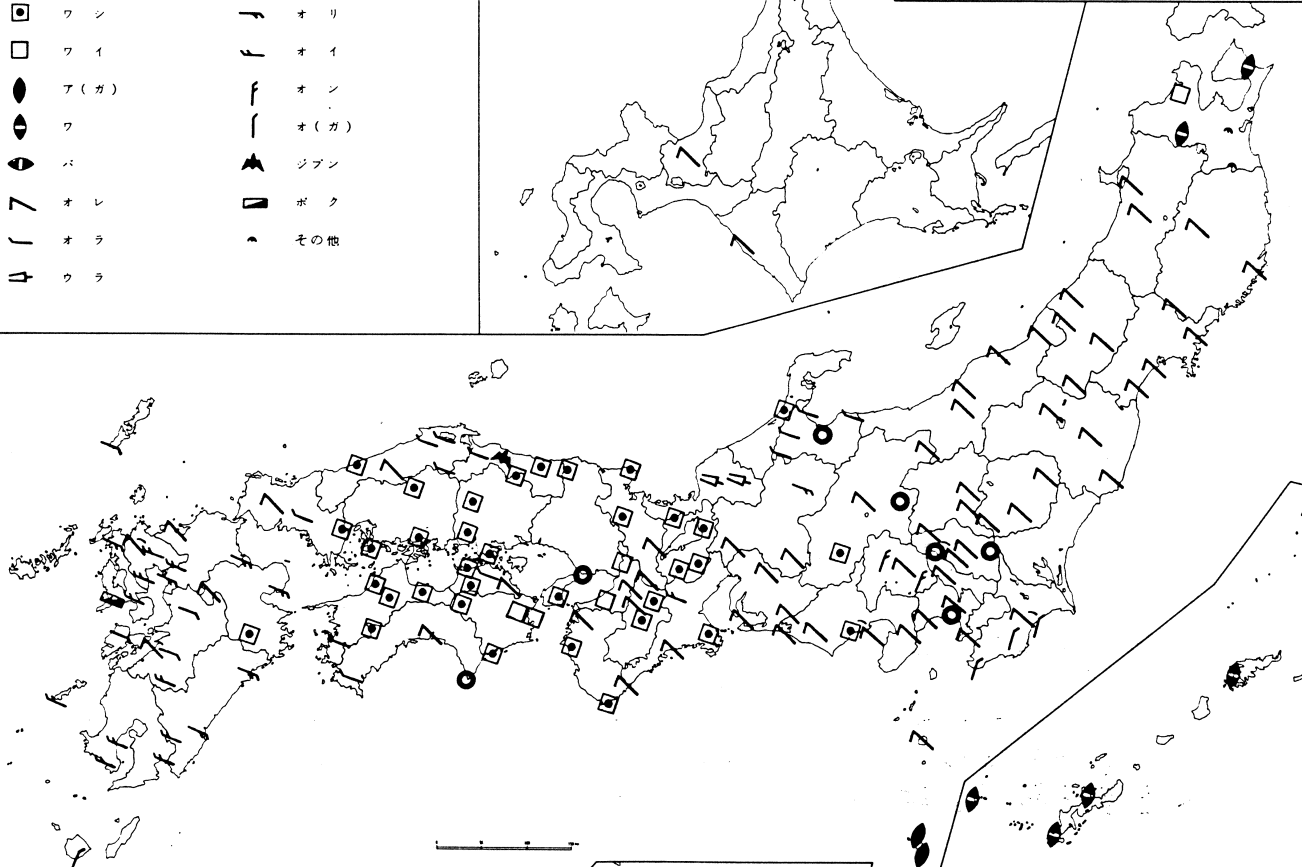 ワシ
ワイ
ア(ガ)
ワ
バ
オレ
オラ
ウラ
オリ
オイ
オン
オ(ガ)
ジブン
ボク
その他